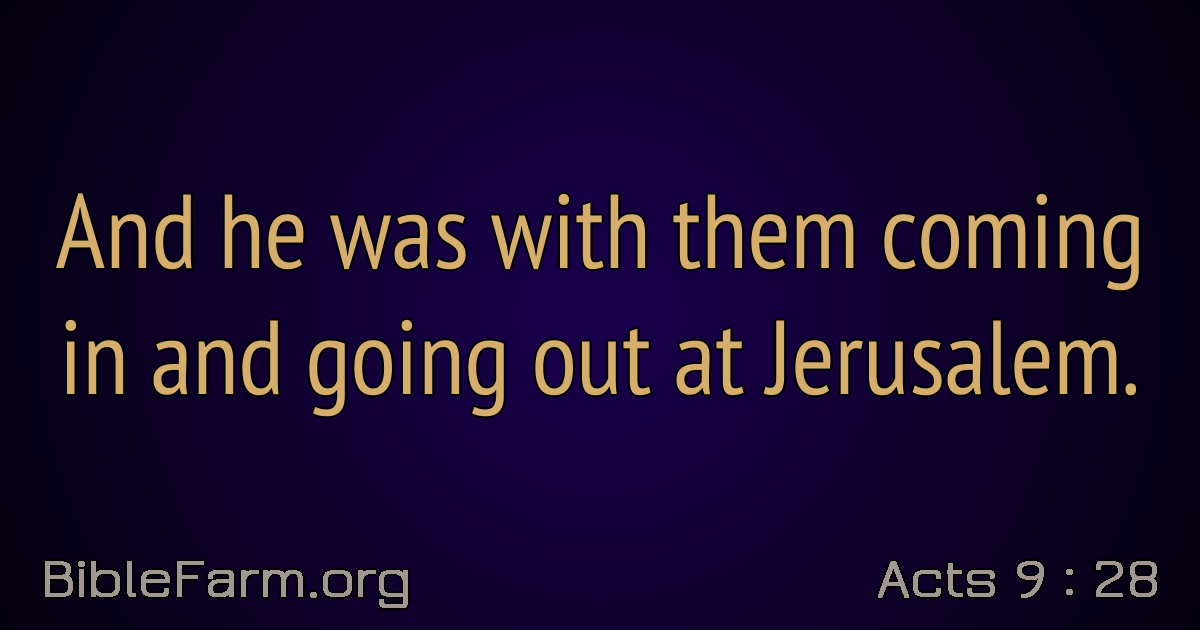 And he was with them coming
in and going out at Jerusalem.
BibleFarm.org
Acts 9 : 28